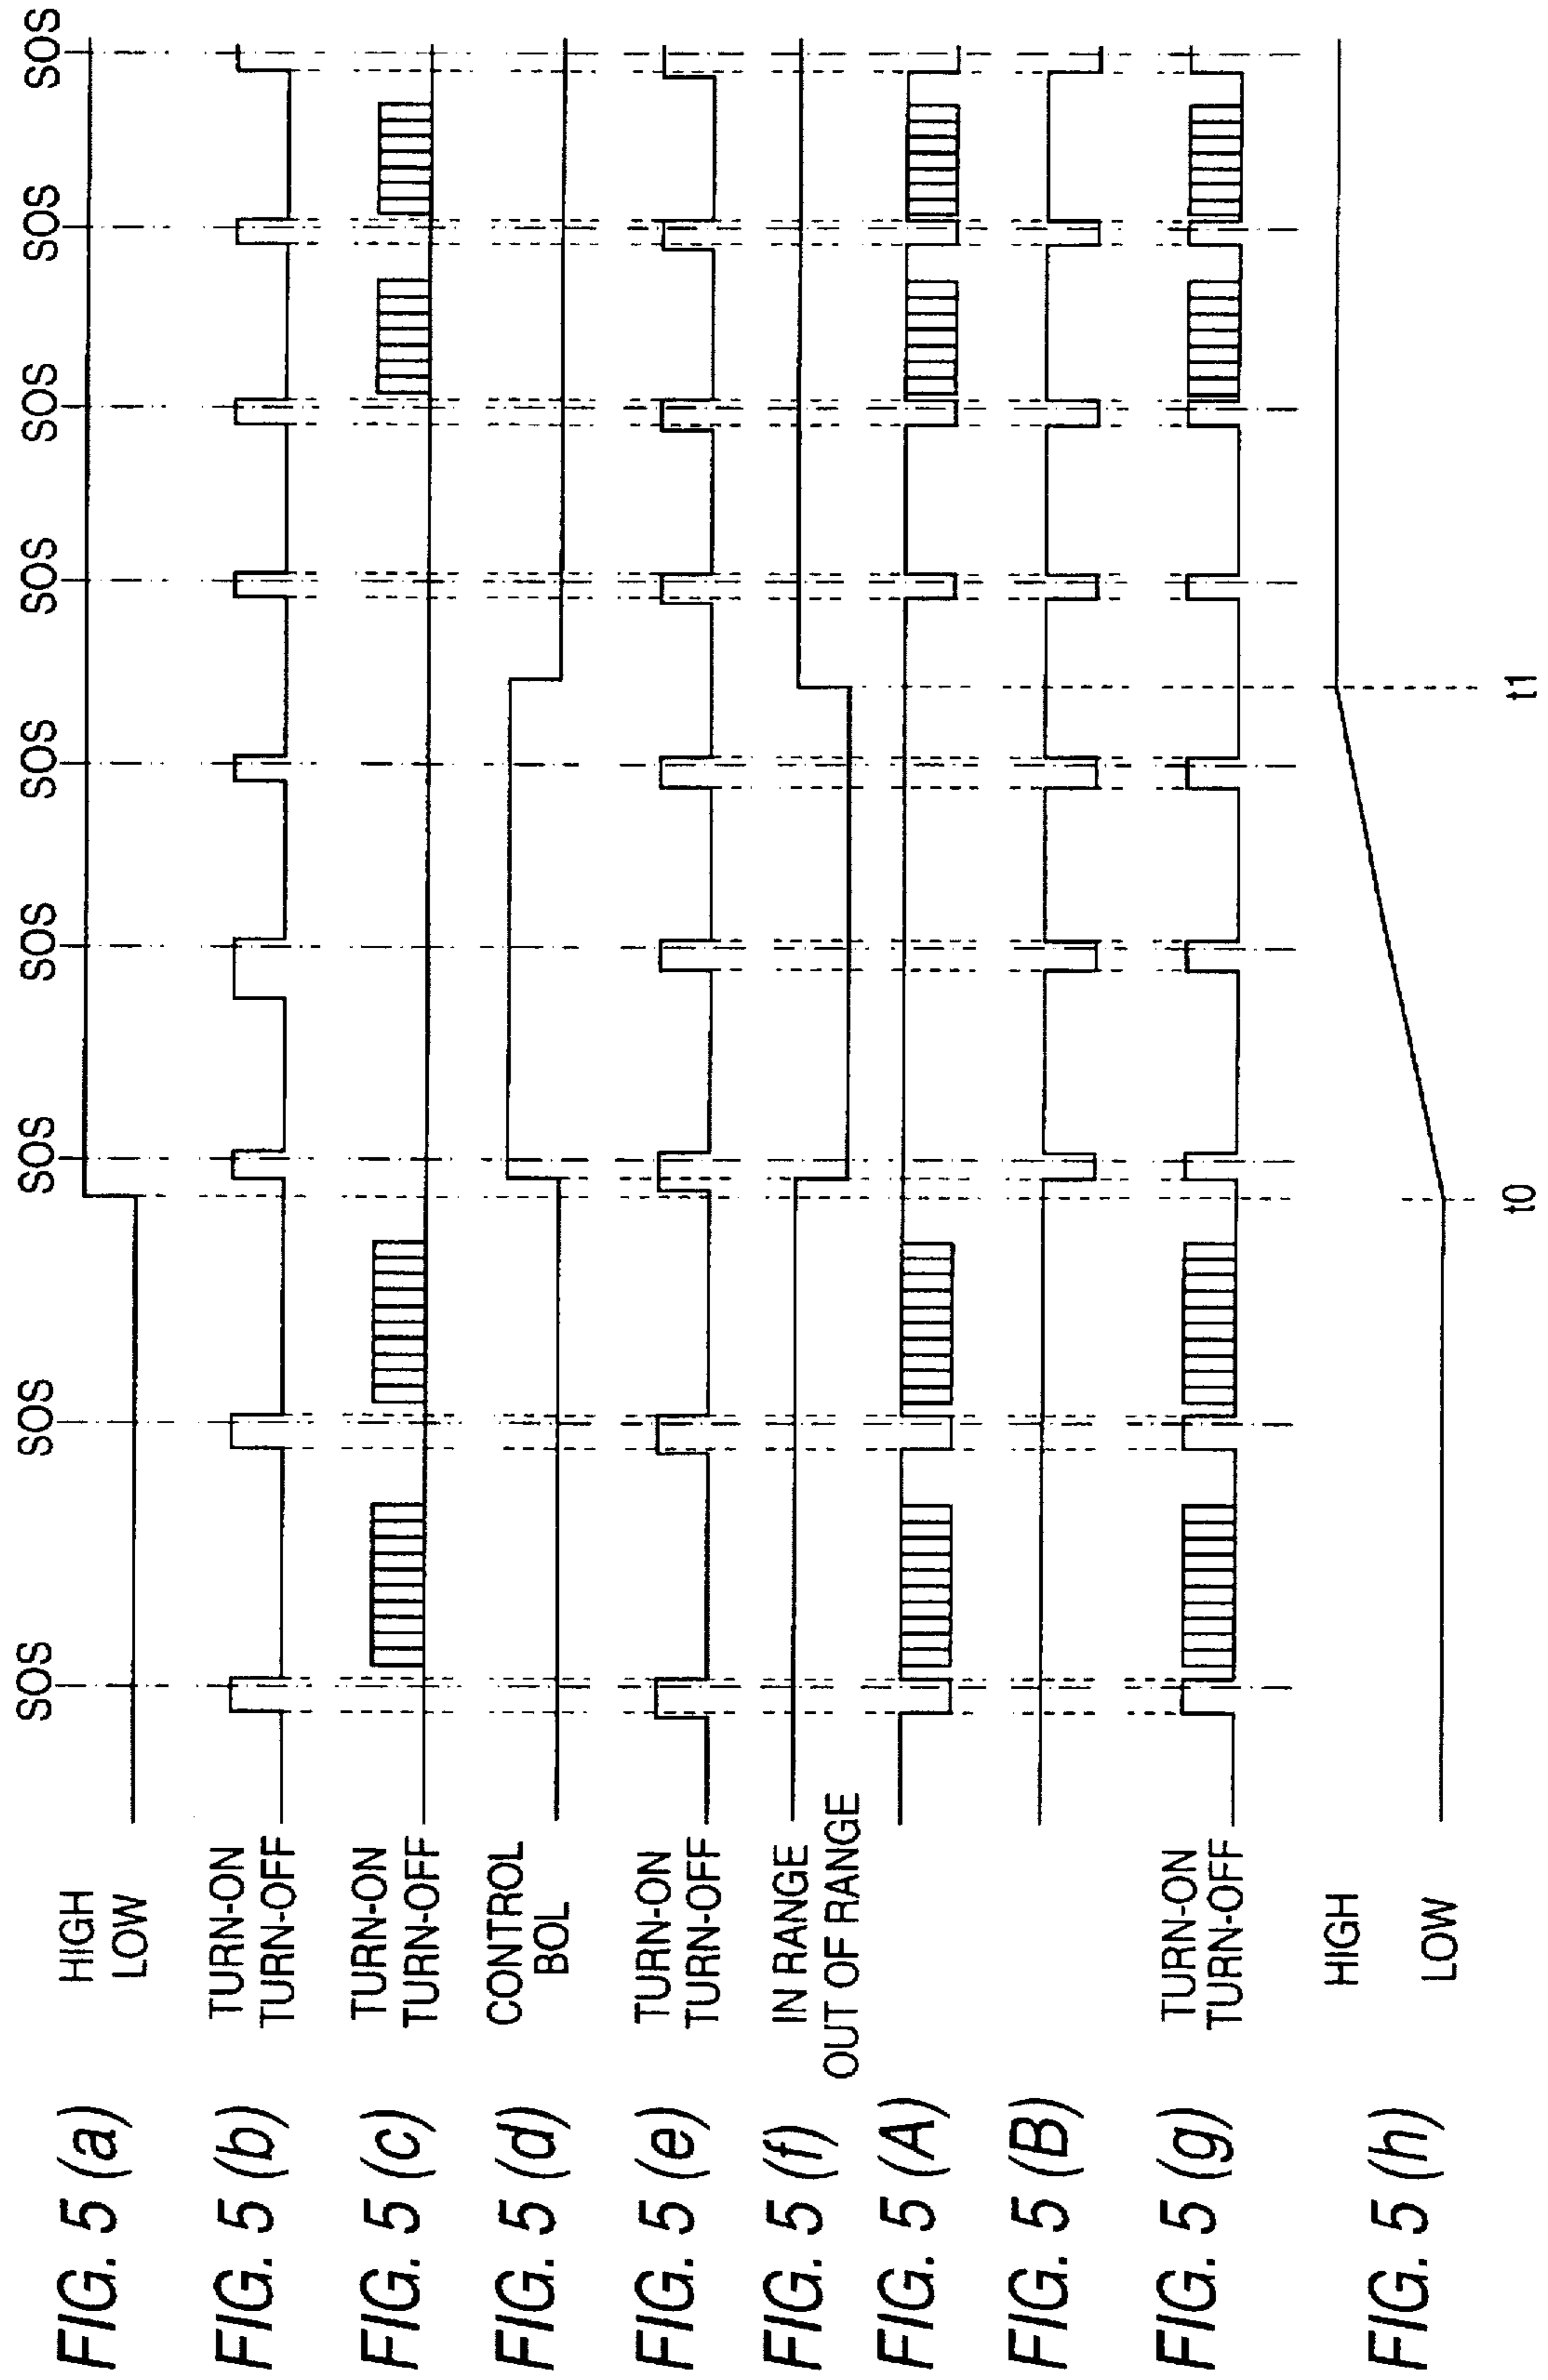 SOS SOS SOS SOS SOS SOS SOS SOS SOS
FIG. 5 (a)
HIGH
LOW
FIG. 5 (b)
TURN-ON
TURN-OFF
FIG. 5 (c)
TURN-ON
TURN-OFF
FIG. 5 (d)
CONTROL
BOL
FIG. 5 (e)
TURN-ON
TURN-OFF
FIG. 5 (f)
IN RANGE
OUT OF RANGE
FIG. 5 (A)
FIG. 5 (B)
FIG. 5 (g)
TURN-ON
TURN-OFF
FIG. 5 (h)
HIGH
LOW
t0 t1